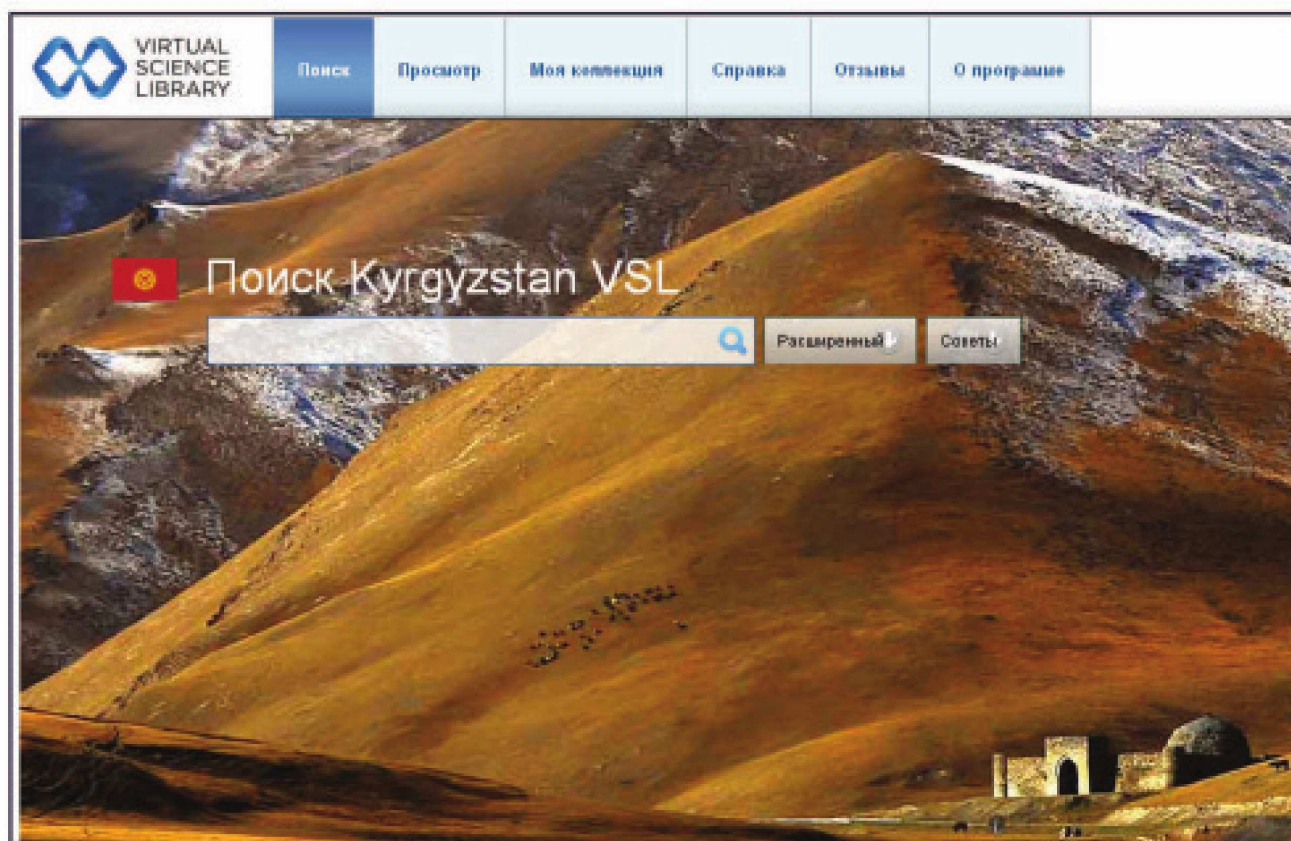 VIRTUAL
SCIENCE
LIBRARY
Поиск
Просмотр
Моя коллекция
Справка
Отзывы
О программе
Поиск Kyrgyzstan VSL
Расширенный
Советы